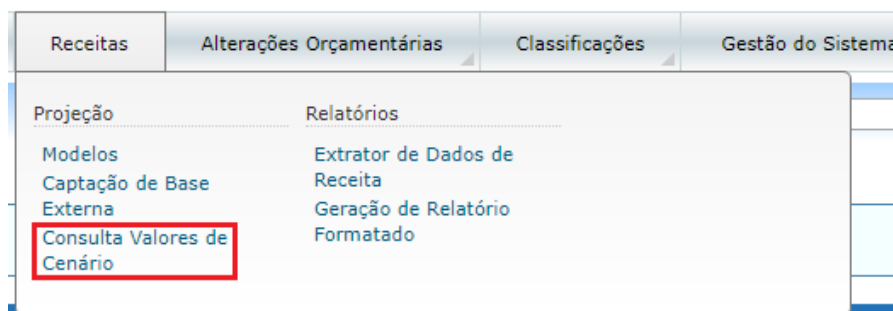 Receitas
Alterações Orçamentárias
Classificações
Gestão do Sistema
Projeção
Modelos
Captação de Base
Externa
Consulta Valores de
Cenário
Relatórios
Extrator de Dados de
Receita
Geração de Relatório
Formatado